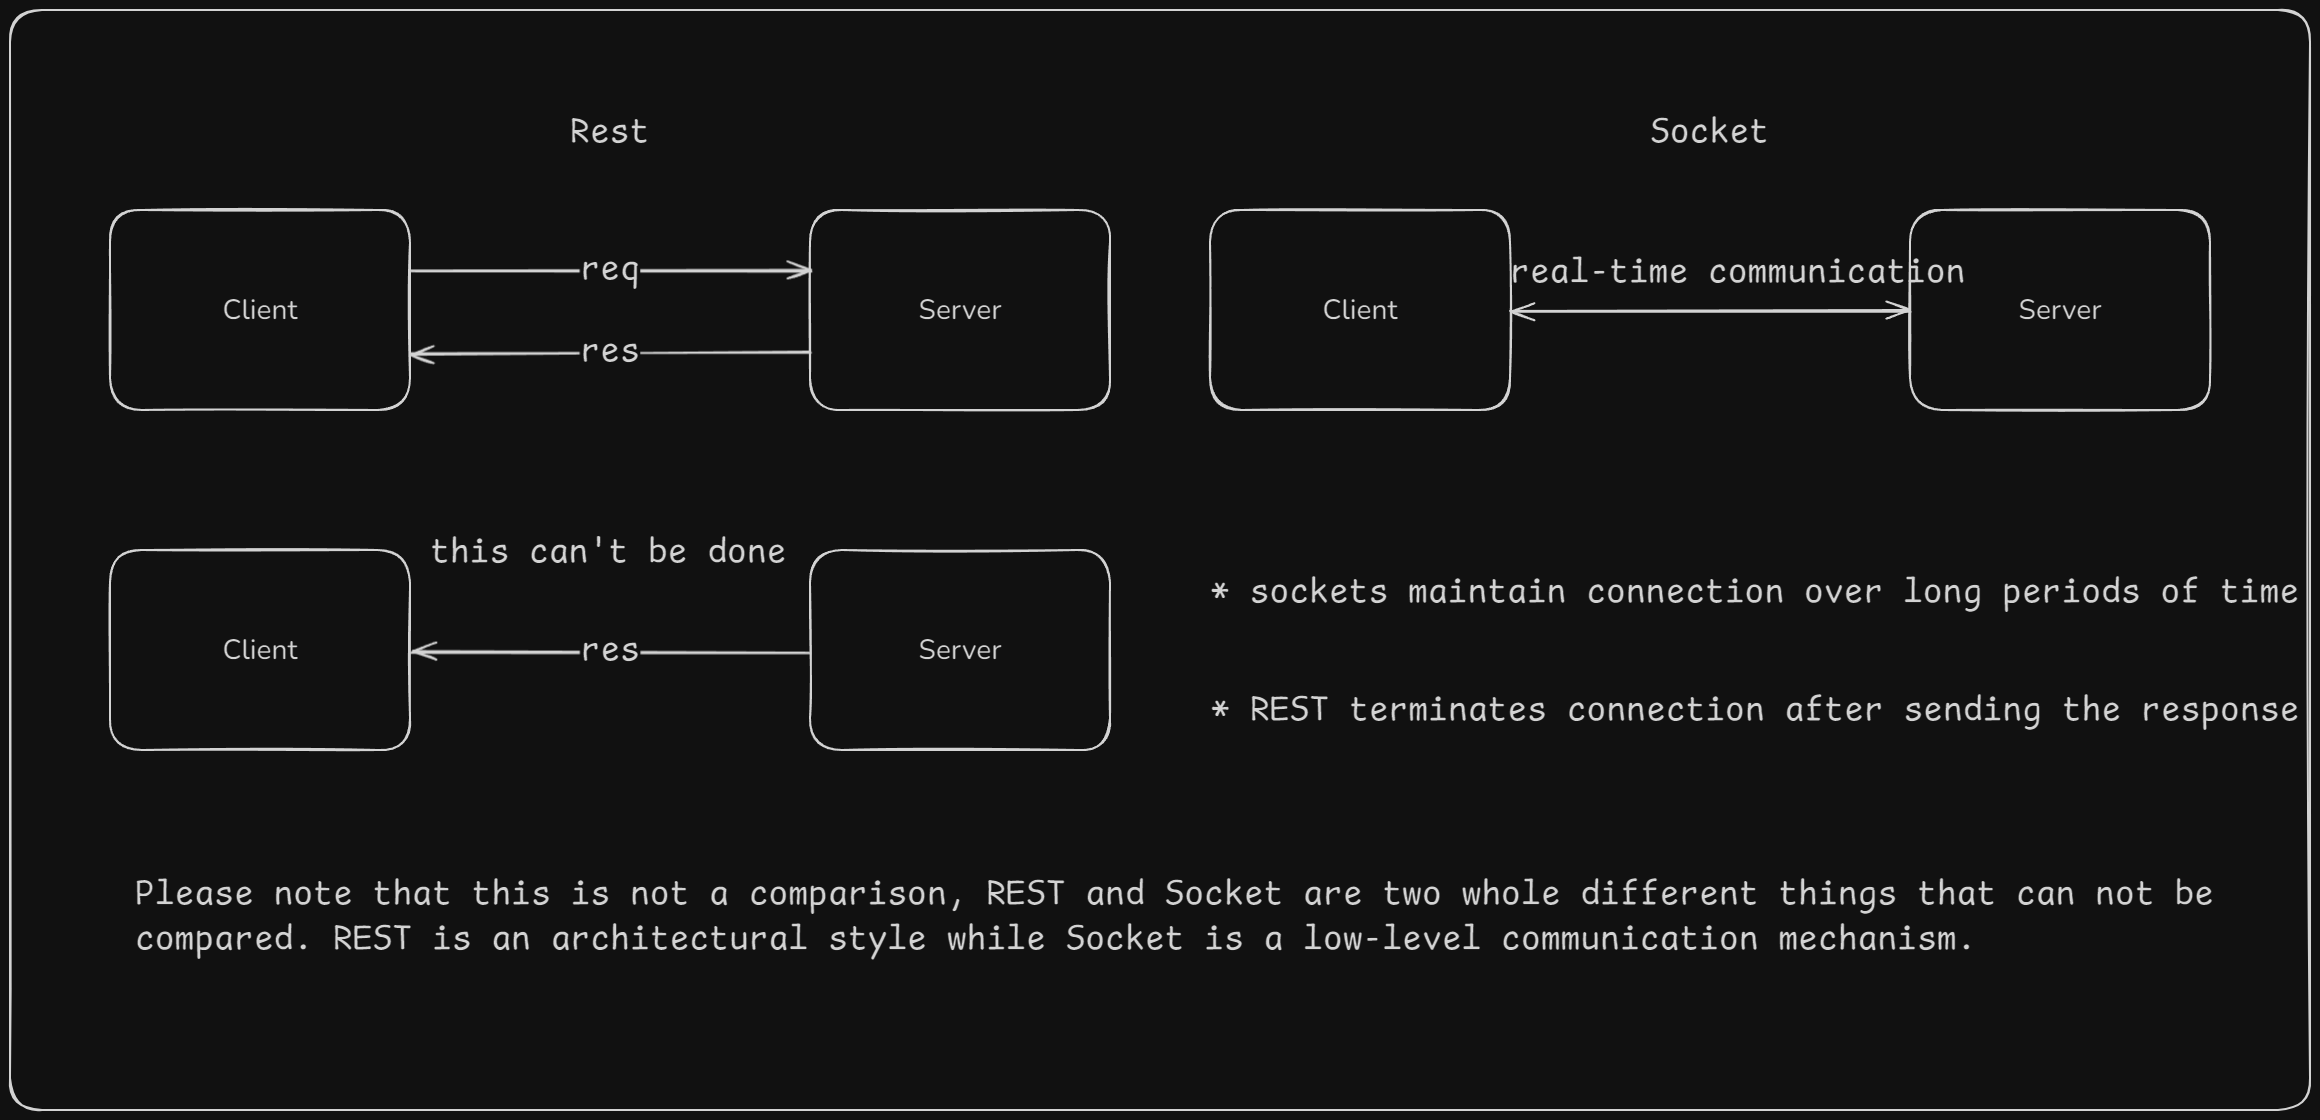 Rest
Socket
Client
req
res
Server
Client
real-time communication
Server
this can't be done
Client
res
Server
* sockets maintain connection over long periods of time
* REST terminates connection after sending the response
Please note that this is not a comparison, REST and Socket are two whole different things that can not be
compared. REST is an architectural style while Socket is a low-level communication mechanism.